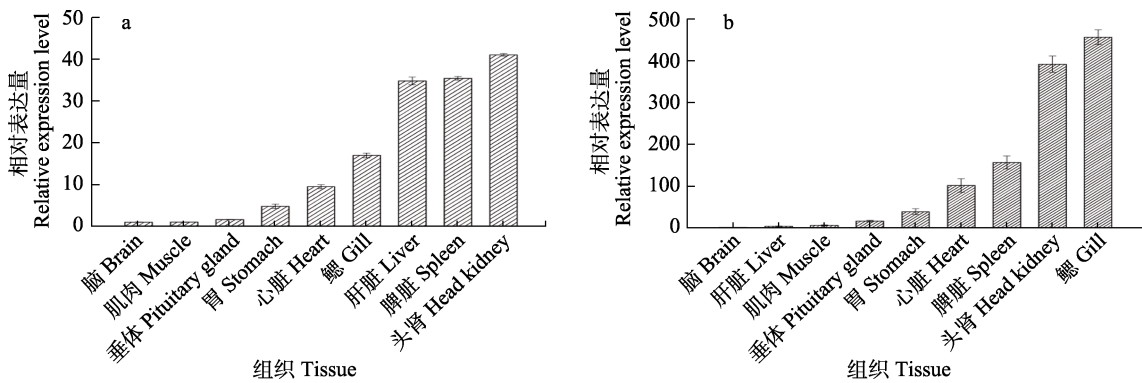 a
50
40
30
20
10
0
相对表达量
Relative expression level
脑 Brain
肌肉 Muscle
垂体 Pituitary gland
胃 Stomach
心脏 Heart
鳃 Gill
肝脏 Liver
脾脏 Spleen
头肾 Head kidney
组织 Tissue
b
500
400
300
200
100
0
相对表达量
Relative expression level
脑 Brain
肝脏 Liver
肌肉 Muscle
垂体 Pituitary gland
胃 Stomach
心脏 Heart
脾脏 Spleen
头肾 Head kidney
鳃 Gill
组织 Tissue